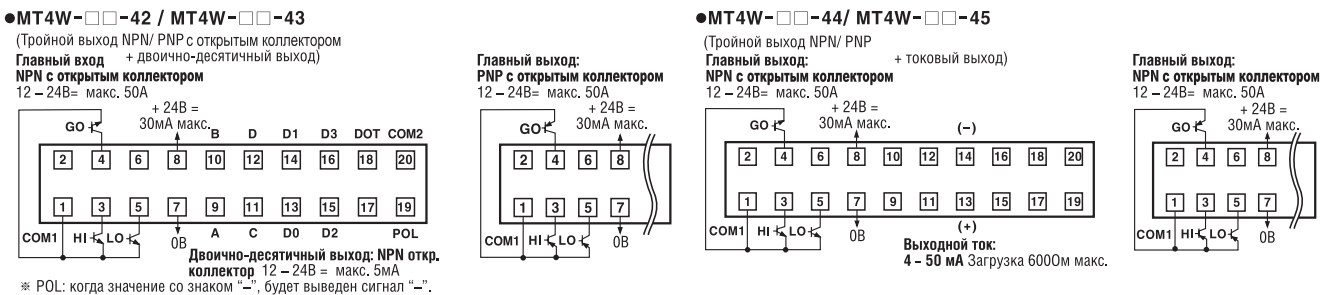 ●MT4W-□□-42 / MT4W-□□-43
(Тройной выход NPN/ PNP с открытым коллектором
+ двоично-десятичный выход)
Главный вход
NPN с открытым коллектором
12 – 24В= макс. 50А
+ 24В =
30мА макс.
GO
B D D1 D3 DOT COM2
2 4 6 8 10 12 14 16 18 20
1 3 5 7 9 11 13 15 17 19
COM1 HI LO 0В A C D0 D2 POL
Двоично-десятичный выход: NPN откр.
коллектор 12 – 24В = макс. 5мА
※ POL: когда значение со знаком “–”, будет выведен сигнал “–”.
Главный выход:
PNP с открытым коллектором
12 – 24В= макс. 50А
+ 24В =
30мА макс.
GO
2 4 6 8
1 3 5 7
COM1 HI LO 0В
●MT4W-□□-44/ MT4W-□□-45
(Тройной выход NPN/ PNP
+ токовый выход)
Главный выход:
NPN с открытым коллектором
12 – 24В= макс. 50А
+ 24В =
30мА макс.
GO
(–)
2 4 6 8 10 12 14 16 18 20
1 3 5 7 9 11 13 15 17 19
COM1 HI LO 0В (+)
Выходной ток:
4 – 50 мА Загрузка 600Ом макс.
Главный выход:
NPN с открытым коллектором
12 – 24В= макс. 50А
+ 24В =
30мА макс.
GO
2 4 6 8
1 3 5 7
COM1 HI LO 0В